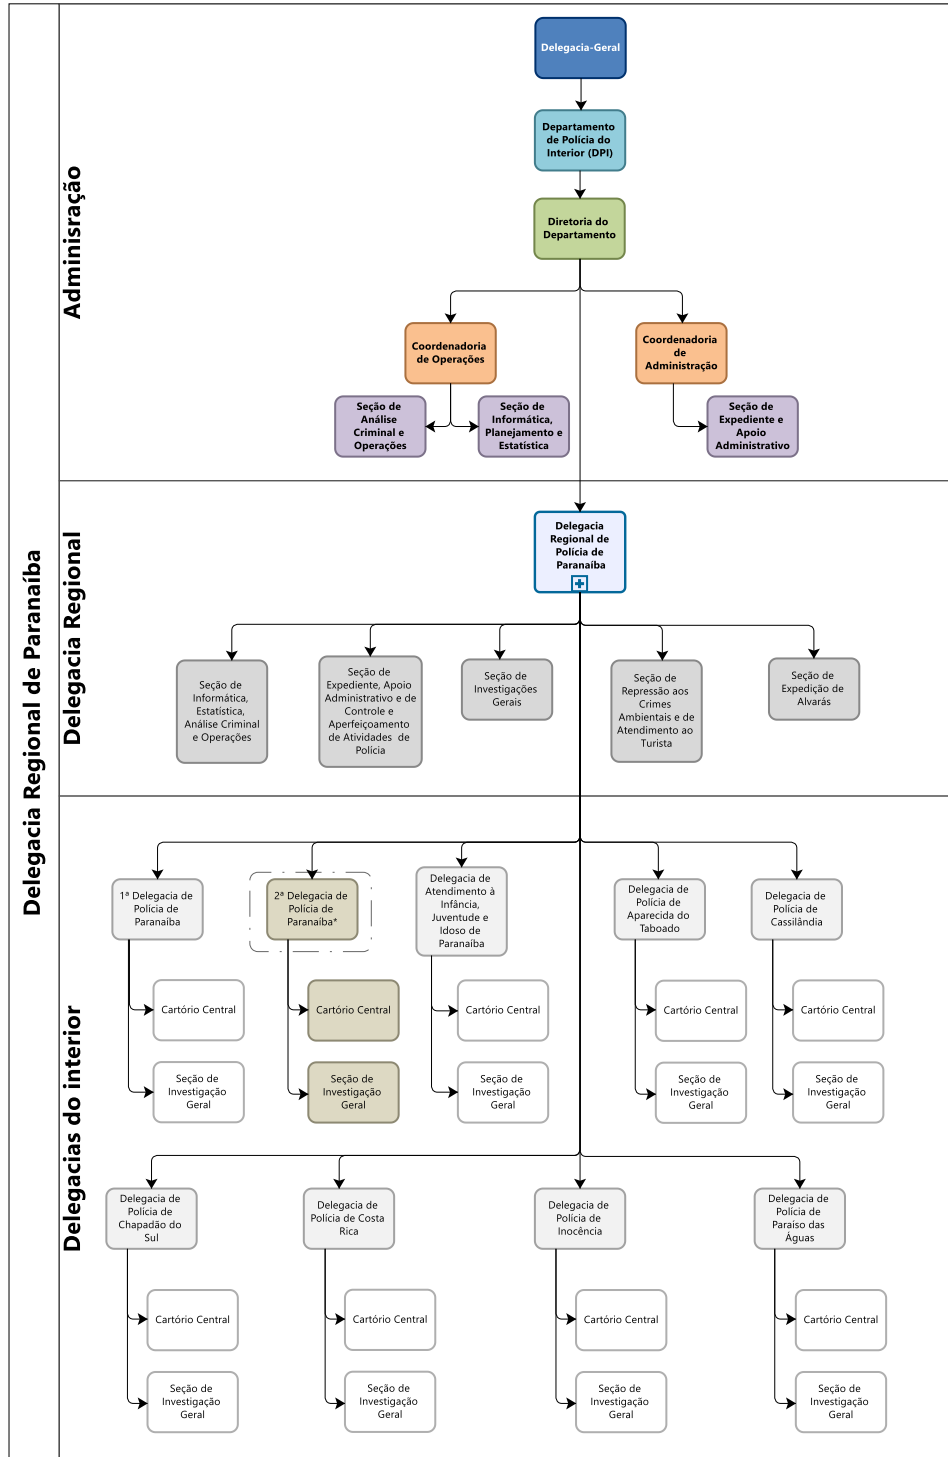 Delegacia Regional de Paranaíba
Adminisração
Delegacia-Geral
Departamento
de Polícia do
Interior (DPI)
Diretoria do
Departamento
Coordenadoria
de Operações
Coordenadoria
de
Administração
Seção de
Análise
Criminal e
Operações
Seção de
Informática,
Planejamento e
Estatística
Seção de
Expediente e
Apoio
Administrativo
Delegacia Regional
Delegacia
Regional de
Polícia de
Paranaíba
Seção de
Informática,
Estatística,
Análise Criminal
e Operações
Seção de
Expediente, Apoio
Administrativo e de
Controle e
Aperfeiçoamento
de Atividades de
Polícia
Seção de
Investigações
Gerais
Seção de
Repressão aos
Crimes
Ambientais e de
Atendimento ao
Turista
Seção de
Expedição de
Alvarás
Delegacias do interior
1ª Delegacia de
Polícia de
Paranaíba
2ª Delegacia de
Polícia de
Paranaíba*
Delegacia de
Atendimento à
Infância,
Juventude e
Idoso de
Paranaíba
Delegacia de
Polícia de
Aparecida do
Taboado
Delegacia de
Polícia de
Cassilândia
Cartório Central
Cartório Central
Cartório Central
Cartório Central
Cartório Central
Seção de
Investigação
Geral
Seção de
Investigação
Geral
Seção de
Investigação
Geral
Seção de
Investigação
Geral
Seção de
Investigação
Geral
Delegacia de
Polícia de
Chapadão do
Sul
Delegacia de
Polícia de Costa
Rica
Delegacia de
Polícia de
Inocência
Delegacia de
Polícia de
Paraíso das
Águas
Cartório Central
Cartório Central
Cartório Central
Cartório Central
Seção de
Investigação
Geral
Seção de
Investigação
Geral
Seção de
Investigação
Geral
Seção de
Investigação
Geral